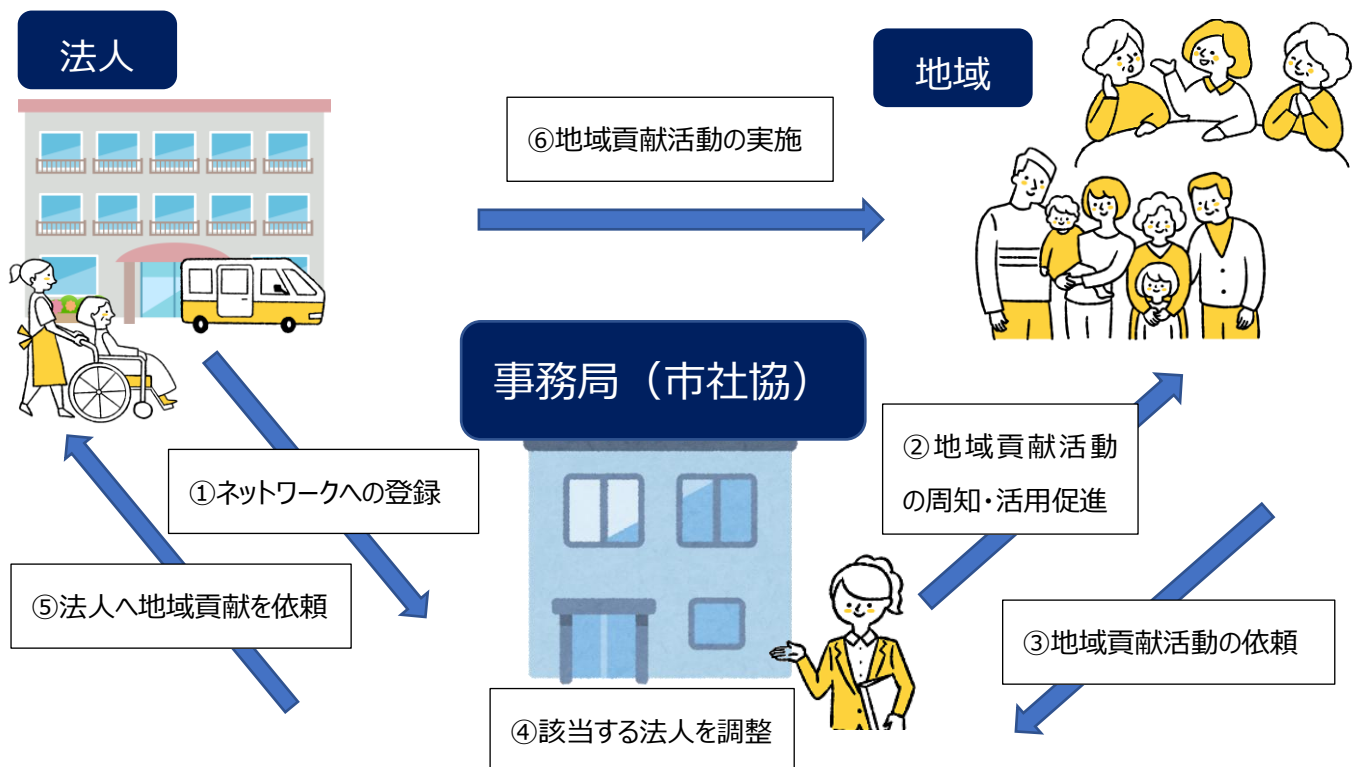 法人
地域
⑥地域貢献活動の実施
事務局（市社協）
①ネットワークへの登録
②地域貢献活動
の周知・活用促進
⑤法人へ地域貢献を依頼
③地域貢献活動の依頼
④該当する法人を調整